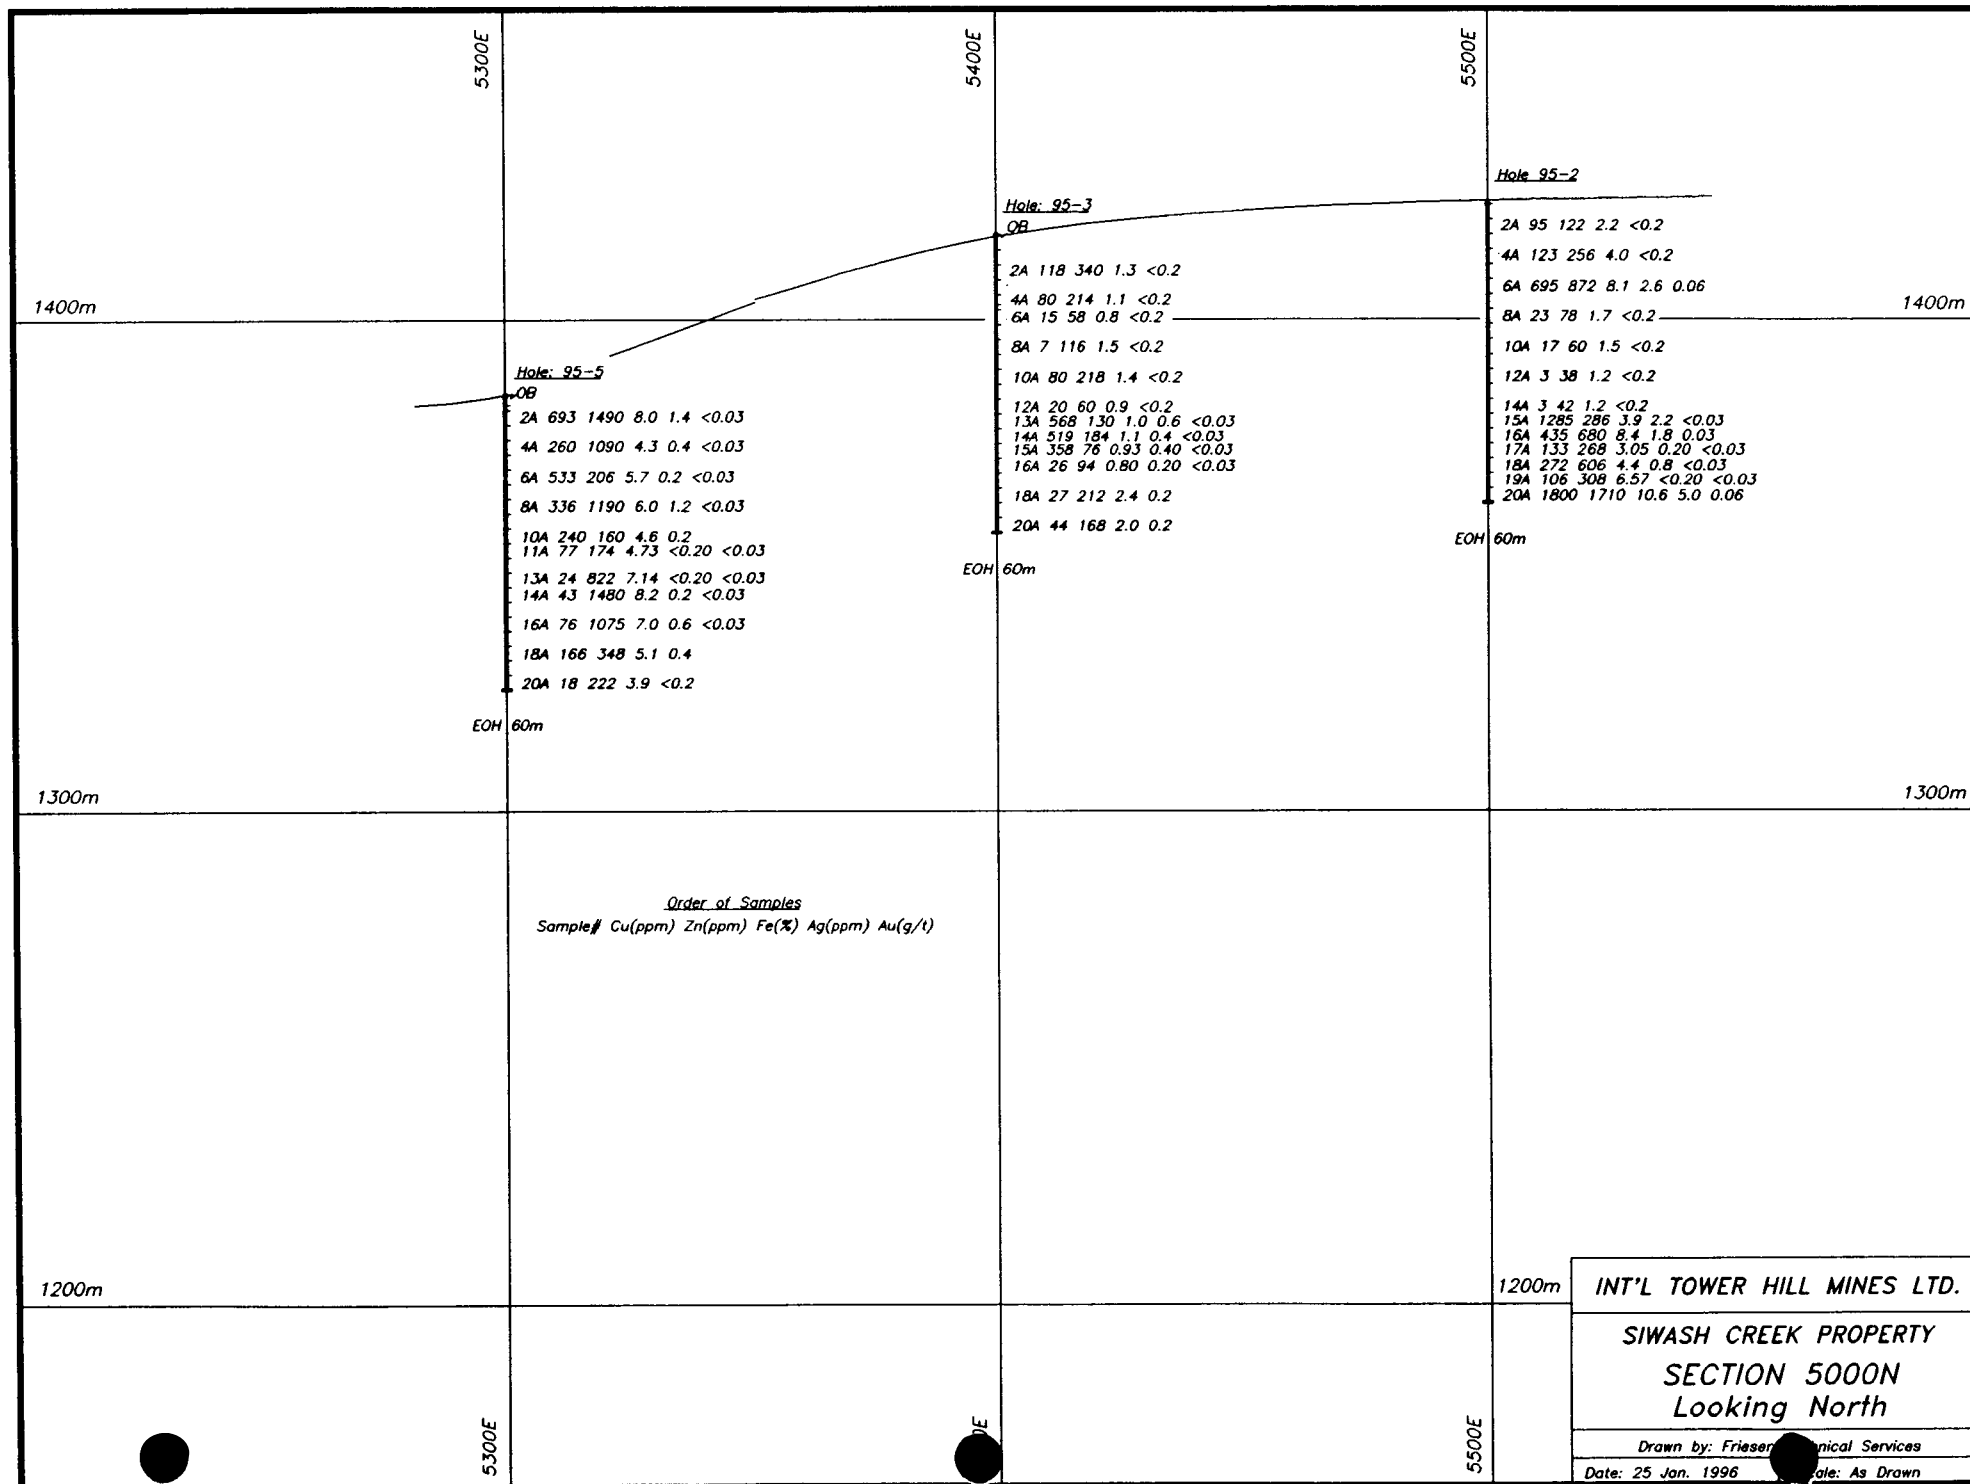 5300E
5400E
5500E
Hole 95-2
2A 95 122 2.2 <0.2
4A 123 256 4.0 <0.2
6A 695 872 8.1 2.6 0.06
8A 23 78 1.7 <0.2
10A 17 60 1.5 <0.2
12A 3 38 1.2 <0.2
14A 3 42 1.2 <0.2
15A 1285 286 3.9 2.2 <0.03
16A 435 680 8.4 1.8 0.03
17A 133 268 3.05 0.20 <0.03
18A 272 606 4.4 0.8 <0.03
19A 106 308 6.57 <0.20 <0.03
20A 1800 1710 10.6 5.0 0.06
EOH 60m
Hole: 95-3
OB
2A 118 340 1.3 <0.2
4A 80 214 1.1 <0.2
6A 15 58 0.8 <0.2
8A 7 116 1.5 <0.2
10A 80 218 1.4 <0.2
12A 20 60 0.9 <0.2
13A 568 130 1.0 0.6 <0.03
14A 519 184 1.1 0.4 <0.03
15A 358 76 0.93 0.40 <0.03
16A 26 94 0.80 0.20 <0.03
18A 27 212 2.4 0.2
20A 44 168 2.0 0.2
EOH 60m
1400m
1400m
Hole: 95-5
OB
2A 693 1490 8.0 1.4 <0.03
4A 260 1090 4.3 0.4 <0.03
6A 533 206 5.7 0.2 <0.03
8A 336 1190 6.0 1.2 <0.03
10A 240 160 4.6 0.2
11A 77 174 4.73 <0.20 <0.03
13A 24 822 7.14 <0.20 <0.03
14A 43 1480 8.2 0.2 <0.03
16A 76 1075 7.0 0.6 <0.03
18A 166 348 5.1 0.4
20A 18 222 3.9 <0.2
EOH 60m
1300m
1300m
Order of Samples
Sample# Cu(ppm) Zn(ppm) Fe(%) Ag(ppm) Au(g/t)
1200m
1200m
INT'L TOWER HILL MINES LTD.
SIWASH CREEK PROPERTY
SECTION 5000N
Looking North
Drawn by: Services
Date: 25 Jan. 1996 As Drawn
5300E
5500E